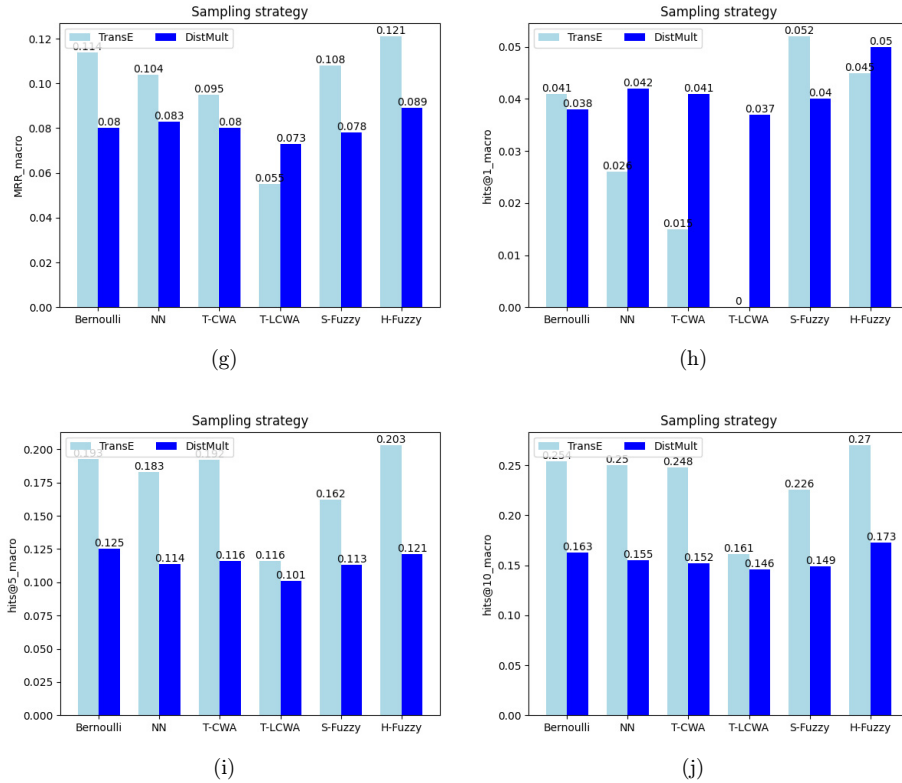 Sampling strategy
TransE DistMult
MRR_macro
0.12
0.10
0.08
0.06
0.04
0.02
0.00
0.114 0.08 0.104 0.083 0.095 0.08 0.055 0.073 0.108 0.078 0.121 0.089
Bernoulli NN T-CWA T-LCWA S-Fuzzy H-Fuzzy
(g)
Sampling strategy
TransE DistMult
hits@1_macro
0.05
0.04
0.03
0.02
0.01
0.00
0.041 0.038 0.026 0.042 0.015 0.041 0 0.037 0.052 0.04 0.045 0.05
Bernoulli NN T-CWA T-LCWA S-Fuzzy H-Fuzzy
(h)
Sampling strategy
TransE DistMult
hits@5_macro
0.200
0.175
0.150
0.125
0.100
0.075
0.050
0.025
0.000
0.193 0.125 0.183 0.114 0.192 0.116 0.116 0.101 0.162 0.113 0.203 0.121
Bernoulli NN T-CWA T-LCWA S-Fuzzy H-Fuzzy
(i)
Sampling strategy
TransE DistMult
hits@10_macro
0.25
0.20
0.15
0.10
0.05
0.00
0.254 0.163 0.25 0.155 0.248 0.152 0.161 0.146 0.226 0.149 0.27 0.173
Bernoulli NN T-CWA T-LCWA S-Fuzzy H-Fuzzy
(j)